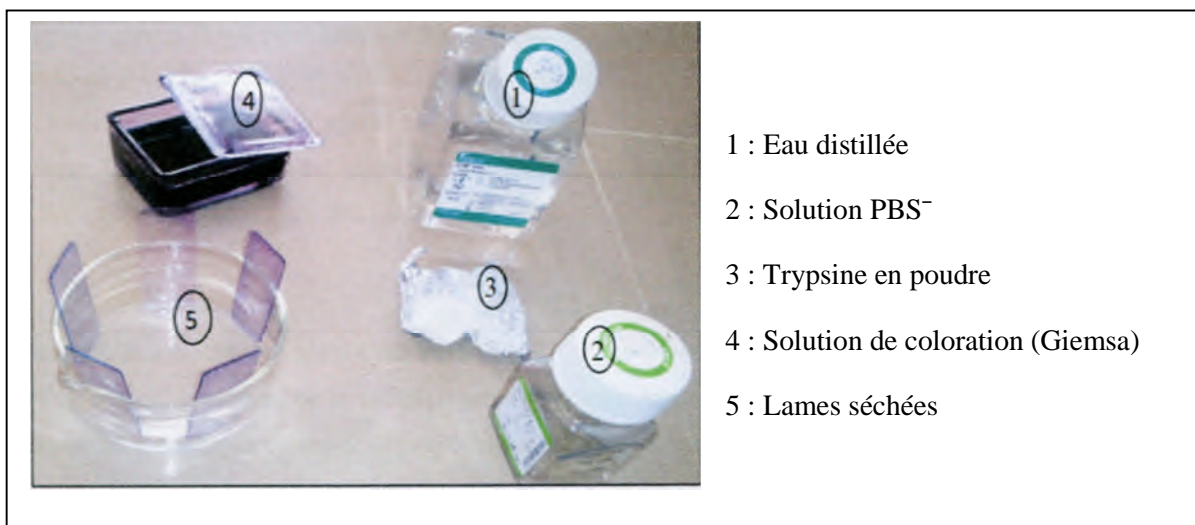 4
1
3
5
2
1 : Eau distillée
2 : Solution PBS⁻
3 : Trypsine en poudre
4 : Solution de coloration (Giemsa)
5 : Lames séchées